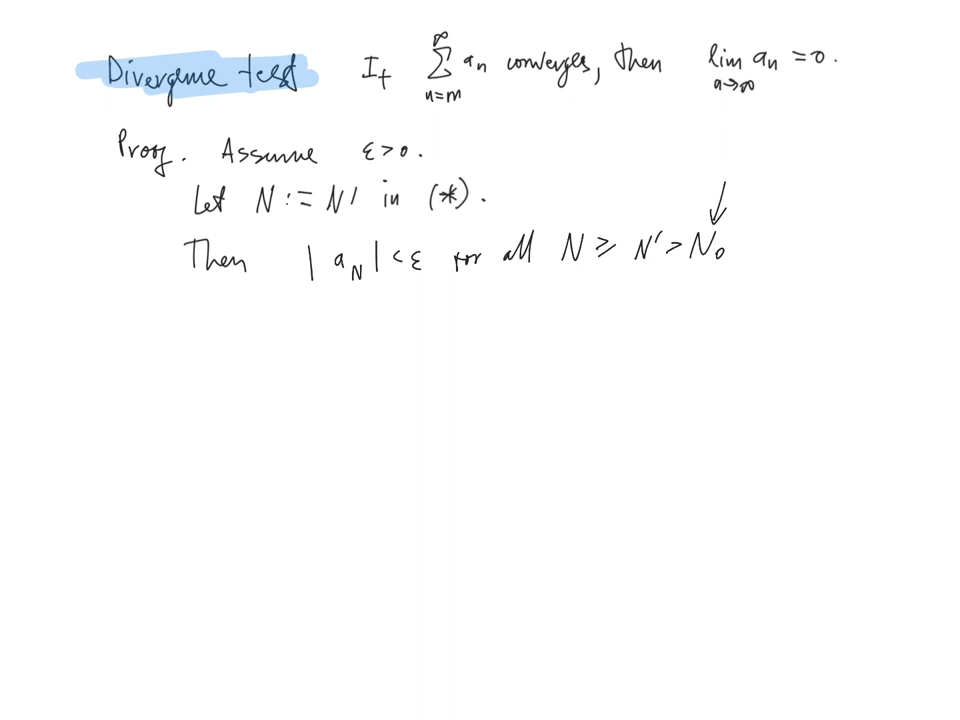 Divergence test If ∑_{n=m}^{∞} a_n converges, then lim_{n→∞} a_n = 0.
Proof. Assume ε > 0.
Let N := N' in (*).
Then |a_N| < ε for all N ≥ N' > N_0